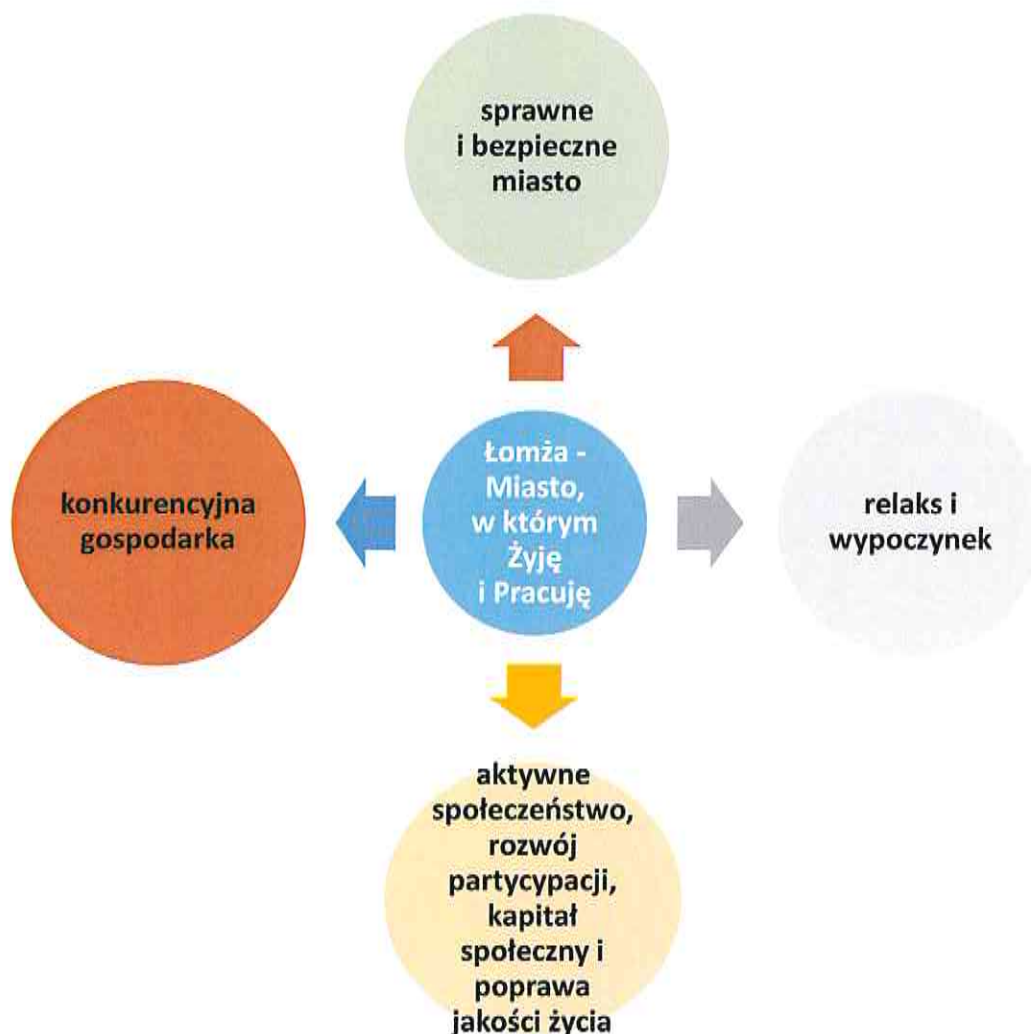 sprawne
i bezpieczne
miasto
konkurencyjna
gospodarka
Łomża -
Miasto,
w którym
Żyję
i Pracuję
relaks i
wypoczynek
aktywne
społeczeństwo,
rozwój
partycypacji,
kapitał
społeczny i
poprawa
jakości życia